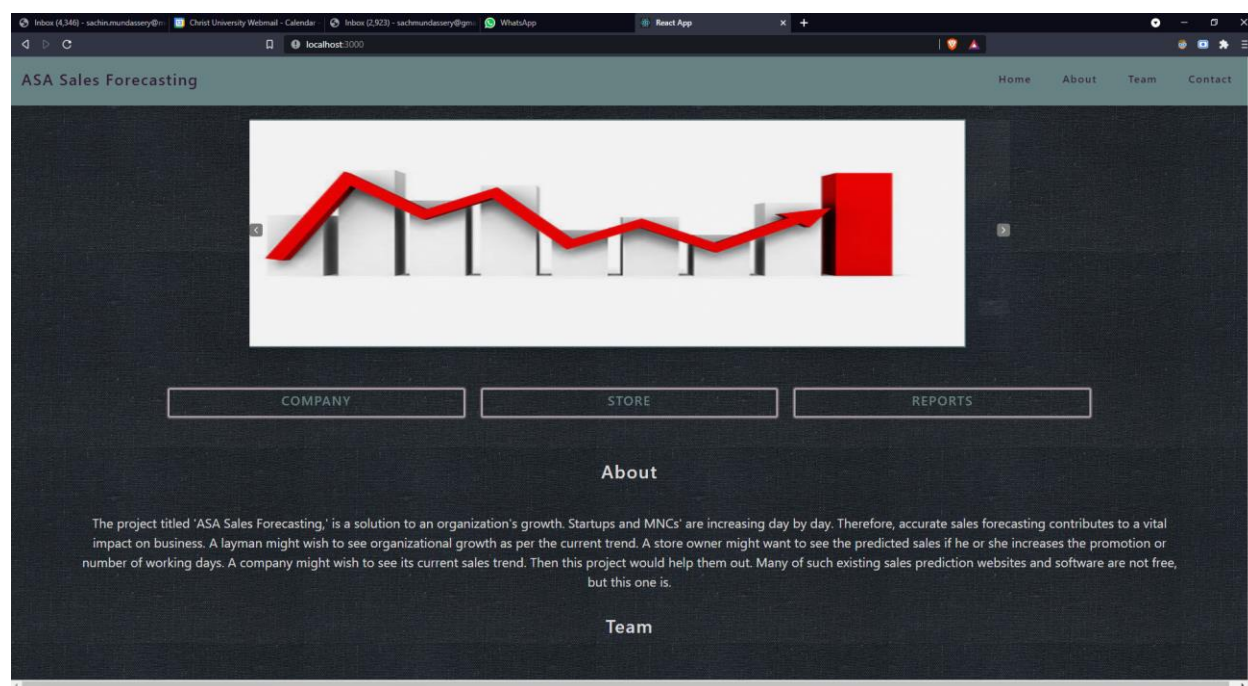 Inbox (4,346) - sachin.mundassery@
Christ University Webmail - Calendar -
Inbox (2,923) - sachmundassery@gm
WhatsApp
React App
localhost:3000
ASA Sales Forecasting
Home About Team Contact
COMPANY STORE REPORTS
About
The project titled 'ASA Sales Forecasting,' is a solution to an organization's growth. Startups and MNCs' are increasing day by day. Therefore, accurate sales forecasting contributes to a vital
impact on business. A layman might wish to see organizational growth as per the current trend. A store owner might want to see the predicted sales if he or she increases the promotion or
number of working days. A company might wish to see its current sales trend. Then this project would help them out. Many of such existing sales prediction websites and software are not free,
but this one is.
Team